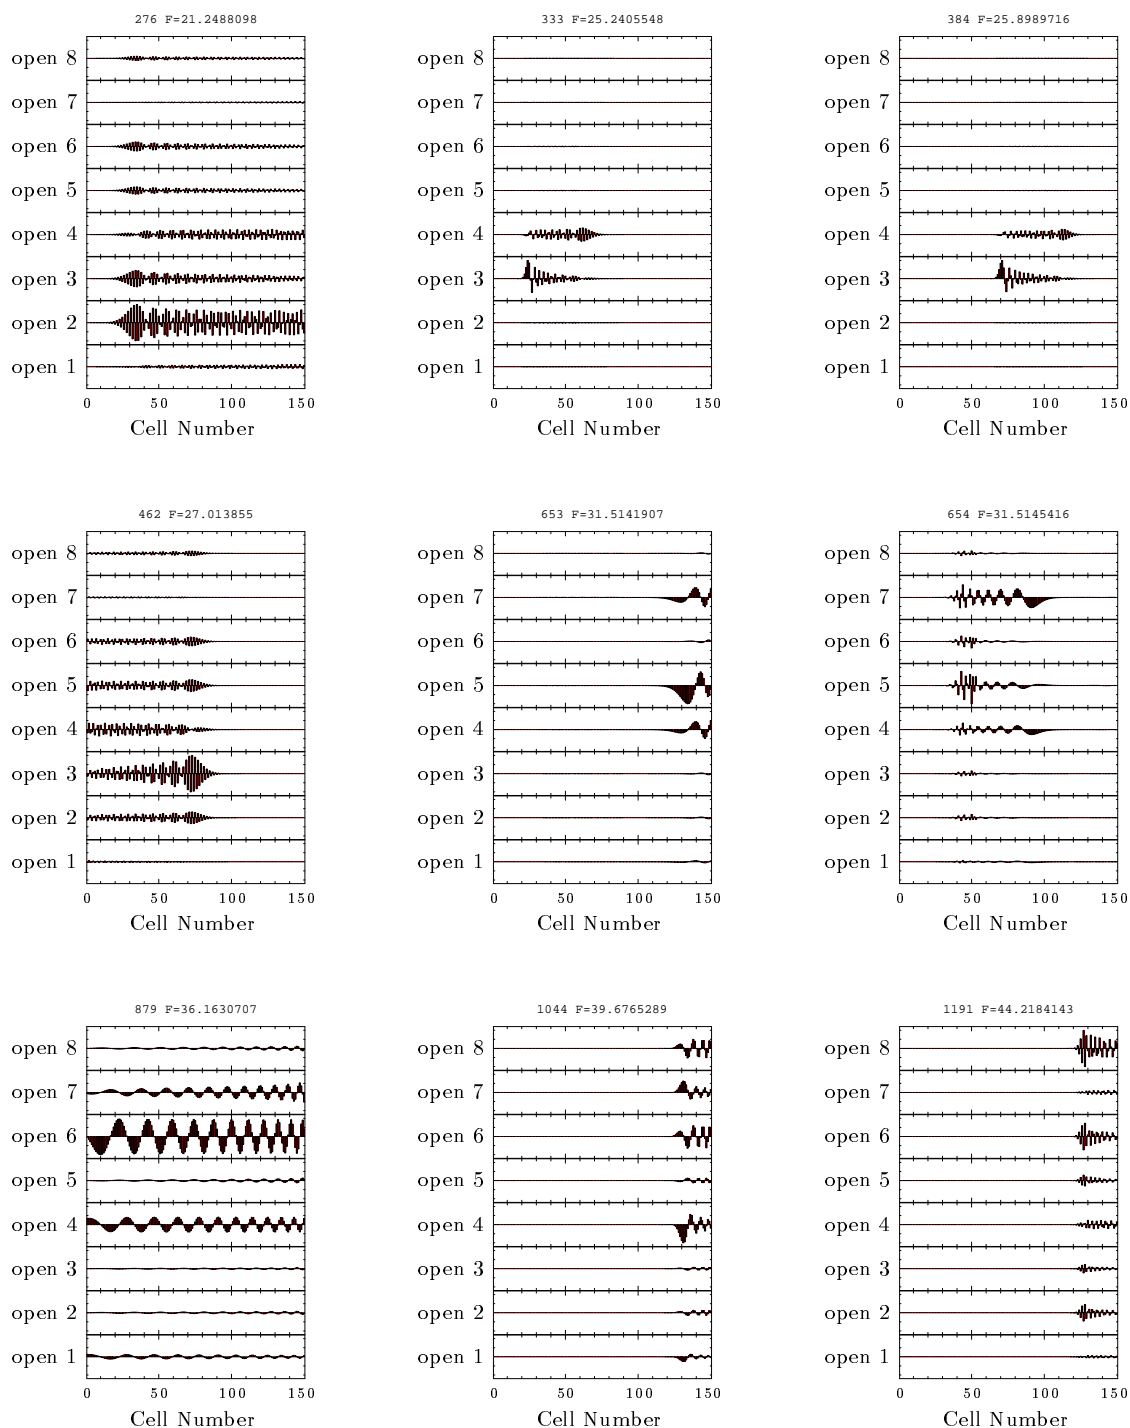 276 F=21.2488098
open 8
open 7
open 6
open 5
open 4
open 3
open 2
open 1
0 50 100 150
Cell Number
333 F=25.2405548
open 8
open 7
open 6
open 5
open 4
open 3
open 2
open 1
0 50 100 150
Cell Number
384 F=25.8989716
open 8
open 7
open 6
open 5
open 4
open 3
open 2
open 1
0 50 100 150
Cell Number
462 F=27.013855
open 8
open 7
open 6
open 5
open 4
open 3
open 2
open 1
0 50 100 150
Cell Number
653 F=31.5141907
open 8
open 7
open 6
open 5
open 4
open 3
open 2
open 1
0 50 100 150
Cell Number
654 F=31.5145416
open 8
open 7
open 6
open 5
open 4
open 3
open 2
open 1
0 50 100 150
Cell Number
879 F=36.1630707
open 8
open 7
open 6
open 5
open 4
open 3
open 2
open 1
0 50 100 150
Cell Number
1044 F=39.6765289
open 8
open 7
open 6
open 5
open 4
open 3
open 2
open 1
0 50 100 150
Cell Number
1191 F=44.2184143
open 8
open 7
open 6
open 5
open 4
open 3
open 2
open 1
0 50 100 150
Cell Number